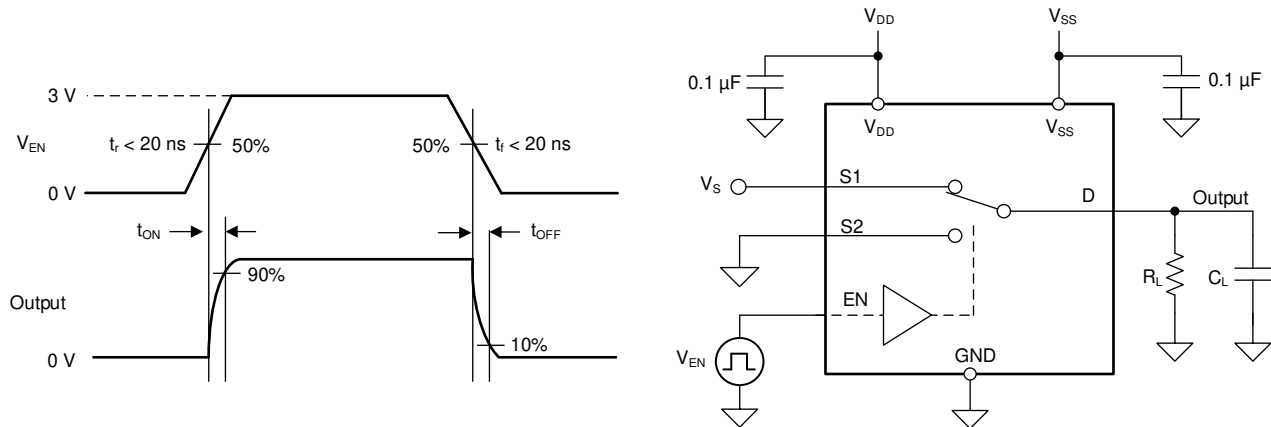 3 V
V_EN
t_r < 20 ns
50%
50%
t_f < 20 ns
0 V
t_ON
t_OFF
90%
Output
10%
0 V
V_DD
V_SS
0.1 µF
0.1 µF
V_DD
V_SS
V_S
S1
D
Output
S2
R_L
C_L
EN
V_EN
GND